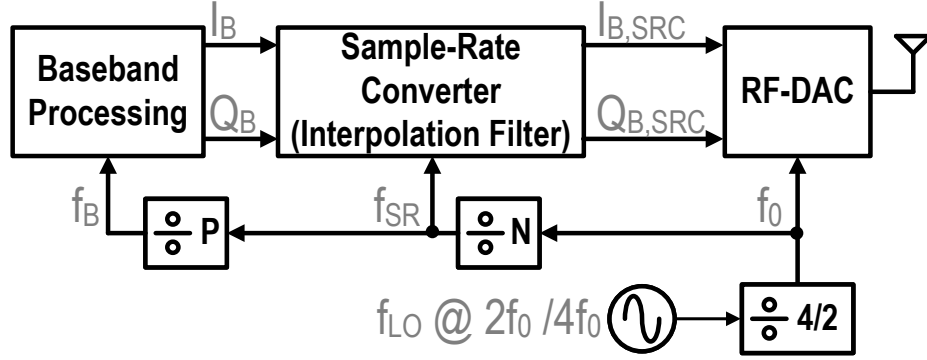 I_B
I_B,SRC
Baseband
Processing
Sample-Rate
Converter
(Interpolation Filter)
RF-DAC
Q_B
Q_B,SRC
f_B
f_SR
f_0
÷ P
÷ N
f_LO @ 2f_0 /4f_0
÷ 4/2